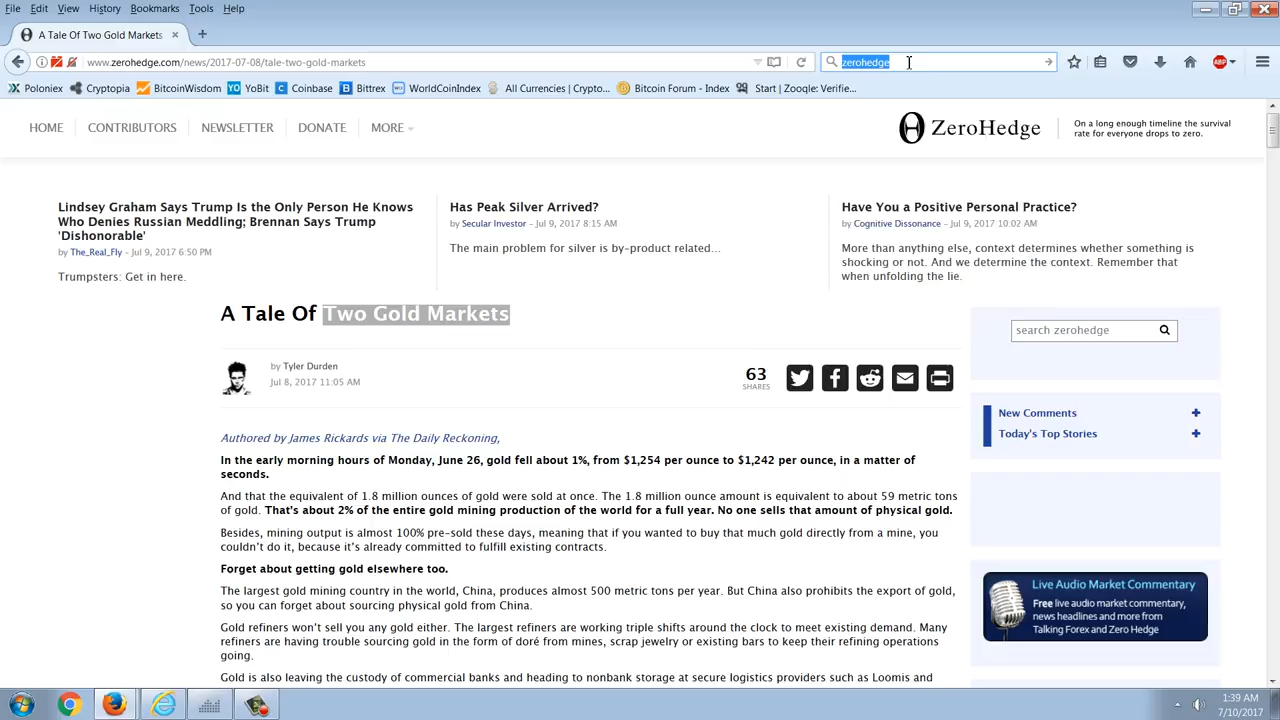 File Edit View History Bookmarks Tools Help
A Tale Of Two Gold Markets
www.zerohedge.com/news/2017-07-08/tale-two-gold-markets
zerohedge
Poloniex Cryptopia BitcoinWisdom YoBit Coinbase Bittrex WorldCoinIndex All Currencies | Crypto... Bitcoin Forum - Index Start | Zooqle: Verifie...
HOME CONTRIBUTORS NEWSLETTER DONATE MORE
ZeroHedge
On a long enough timeline the survival
rate for everyone drops to zero.
Lindsey Graham Says Trump Is the Only Person He Knows
Who Denies Russian Meddling; Brennan Says Trump
'Dishonorable'
by The_Real_Fly - Jul 9, 2017 6:50 PM
Trumpsters: Get in here.
Has Peak Silver Arrived?
by Secular Investor - Jul 9, 2017 8:15 AM
The main problem for silver is by-product related...
Have You a Positive Personal Practice?
by Cognitive Dissonance - Jul 9, 2017 10:02 AM
More than anything else, context determines whether something is
shocking or not. And we determine the context. Remember that
when unfolding the lie.
A Tale Of Two Gold Markets
by Tyler Durden
Jul 8, 2017 11:05 AM
63
SHARES
Authored by James Rickards via The Daily Reckoning,
In the early morning hours of Monday, June 26, gold fell about 1%, from $1,254 per ounce to $1,242 per ounce, in a matter of
seconds.
And that the equivalent of 1.8 million ounces of gold were sold at once. The 1.8 million ounce amount is equivalent to about 59 metric tons
of gold. That's about 2% of the entire gold mining production of the world for a full year. No one sells that amount of physical gold.
Besides, mining output is almost 100% pre-sold these days, meaning that if you wanted to buy that much gold directly from a mine, you
couldn't do it, because it's already committed to fulfill existing contracts.
Forget about getting gold elsewhere too.
The largest gold mining country in the world, China, produces almost 500 metric tons per year. But China also prohibits the export of gold,
so you can forget about sourcing physical gold from China.
Gold refiners won't sell you any gold either. The largest refiners are working triple shifts around the clock to meet existing demand. Many
refiners are having trouble sourcing gold in the form of doré from mines, scrap jewelry or existing bars to keep their refining operations
going.
Gold is also leaving the custody of commercial banks and heading to nonbank storage at secure logistics providers such as Loomis and
search zerohedge
New Comments
Today's Top Stories
Live Audio Market Commentary
Free live audio market commentary,
news headlines and more from
Talking Forex and Zero Hedge
ABP
1:39 AM
7/10/2017